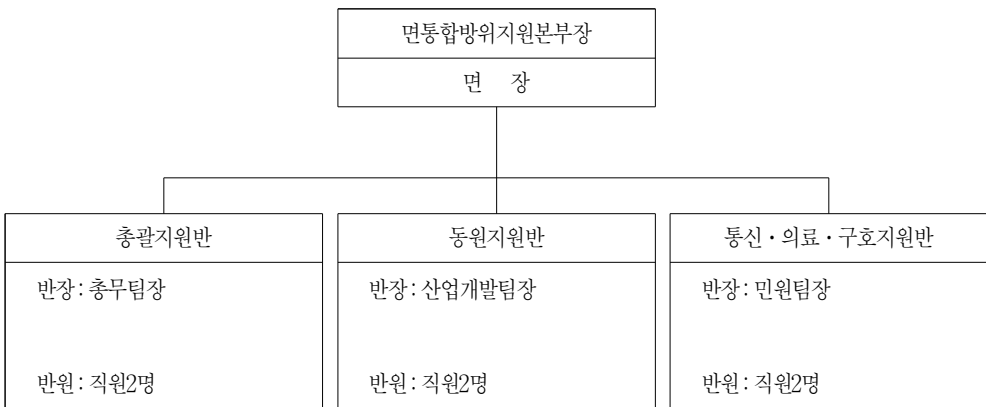 면통합방위지원본부장
면 장
총괄지원반
반장 : 총무팀장
반원 : 직원2명
동원지원반
반장 : 산업개발팀장
반원 : 직원2명
통신·의료·구호지원반
반장 : 민원팀장
반원 : 직원2명